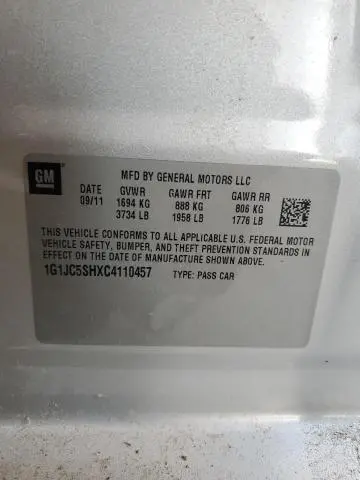 GM
MFD BY GENERAL MOTORS LLC
DATE GVWR GAWR FRT GAWR RR
09/11 1694 KG 888 KG 806 KG
3734 LB 1958 LB 1776 LB
THIS VEHICLE CONFORMS TO ALL APPLICABLE U.S. FEDERAL MOTOR
VEHICLE SAFETY, BUMPER, AND THEFT PREVENTION STANDARDS IN
EFFECT ON THE DATE OF MANUFACTURE SHOWN ABOVE.
1G1JC5SHXC4110457 TYPE: PASS CAR